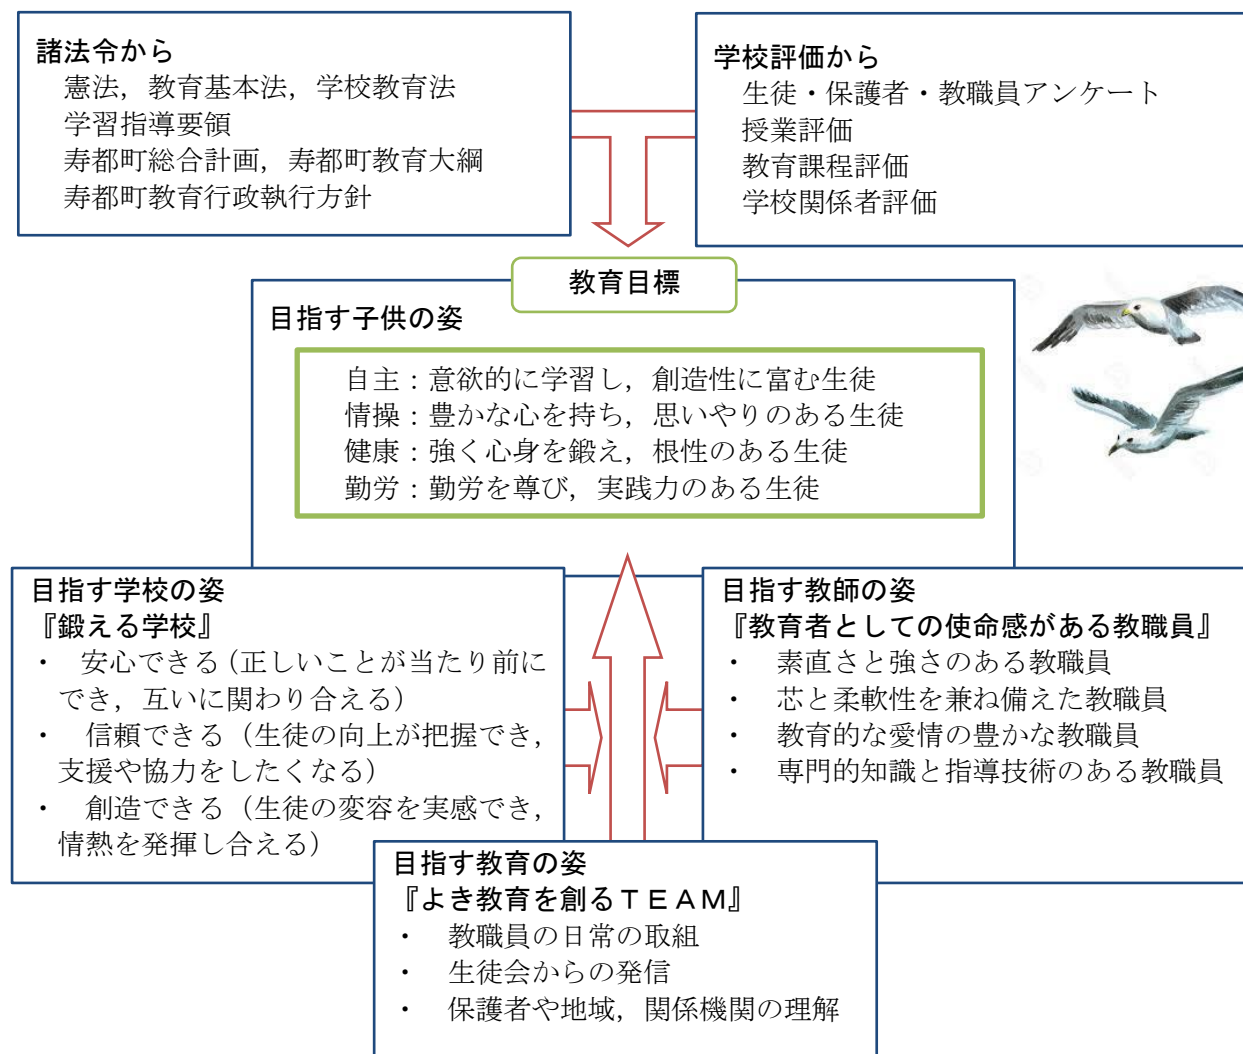 諸法令から
憲法，教育基本法，学校教育法
学習指導要領
寿都町総合計画，寿都町教育大綱
寿都町教育行政執行方針
学校評価から
生徒・保護者・教職員アンケート
授業評価
教育課程評価
学校関係者評価
教育目標
目指す子供の姿
自主：意欲的に学習し，創造性に富む生徒
情操：豊かな心を持ち，思いやりのある生徒
健康：強く心身を鍛え，根性のある生徒
勤労：勤労を尊び，実践力のある生徒
目指す学校の姿
『鍛える学校』
・　安心できる（正しいことが当たり前に
でき，互いに関わり合える）
・　信頼できる（生徒の向上が把握でき，
支援や協力をしたくなる）
・　創造できる（生徒の変容を実感でき，
情熱を発揮し合える）
目指す教師の姿
『教育者としての使命感がある教職員』
・　素直さと強さのある教職員
・　芯と柔軟性を兼ね備えた教職員
・　教育的な愛情の豊かな教職員
・　専門的知識と指導技術のある教職員
目指す教育の姿
『よき教育を創るＴＥＡＭ』
・　教職員の日常の取組
・　生徒会からの発信
・　保護者や地域，関係機関の理解